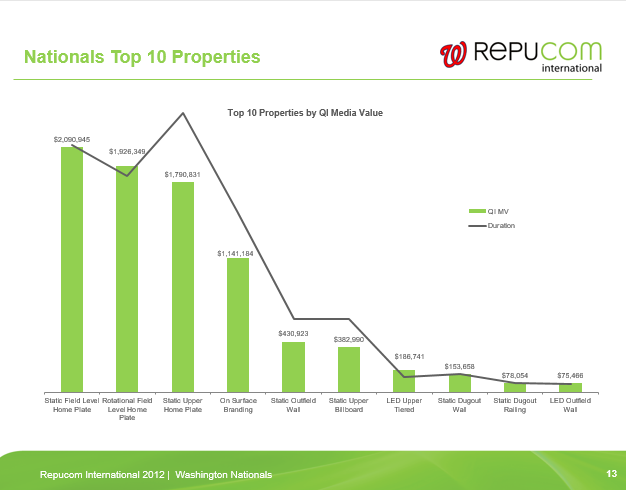 Nationals Top 10 Properties
W REPUCOM
international
Top 10 Properties by QI Media Value
$2,090,945
$1,926,349
$1,790,831
$1,141,184
$430,923
$382,990
$186,741
$153,658
$78,054
$75,466
QI MV
Duration
Static Field Level
Home Plate
Rotational Field
Level Home
Plate
Static Upper
Home Plate
On Surface
Branding
Static Outfield
Wall
Static Upper
Billboard
LED Upper
Tiered
Static Dugout
Wall
Static Dugout
Railing
LED Outfield
Wall
Repucom International 2012 | Washington Nationals
13